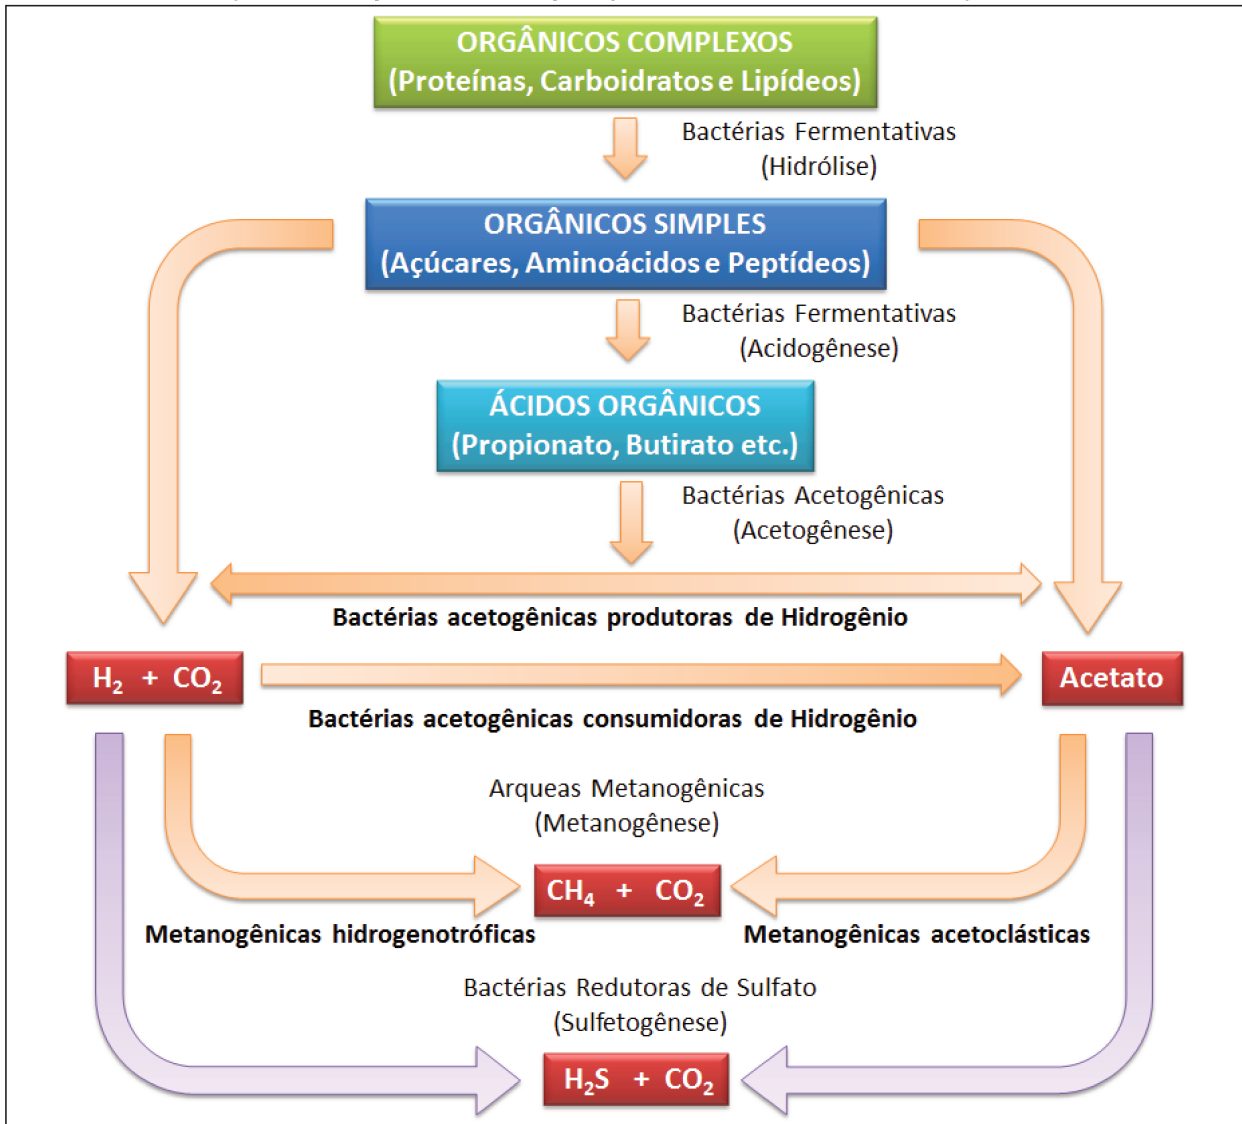 ORGÂNICOS COMPLEXOS
(Proteínas, Carboidratos e Lipídeos)
Bactérias Fermentativas
(Hidrólise)
ORGÂNICOS SIMPLES
(Açúcares, Aminoácidos e Peptídeos)
Bactérias Fermentativas
(Acidogênese)
ÁCIDOS ORGÂNICOS
(Propionato, Butirato etc.)
Bactérias Acetogênicas
(Acetogênese)
Bactérias acetogênicas produtoras de Hidrogênio
H₂ + CO₂
Acetato
Bactérias acetogênicas consumidoras de Hidrogênio
Arqueas Metanogênicas
(Metanogênese)
CH₄ + CO₂
Metanogênicas hidrogenotróficas
Metanogênicas acetoclásticas
Bactérias Redutoras de Sulfato
(Sulfetogênese)
H₂S + CO₂